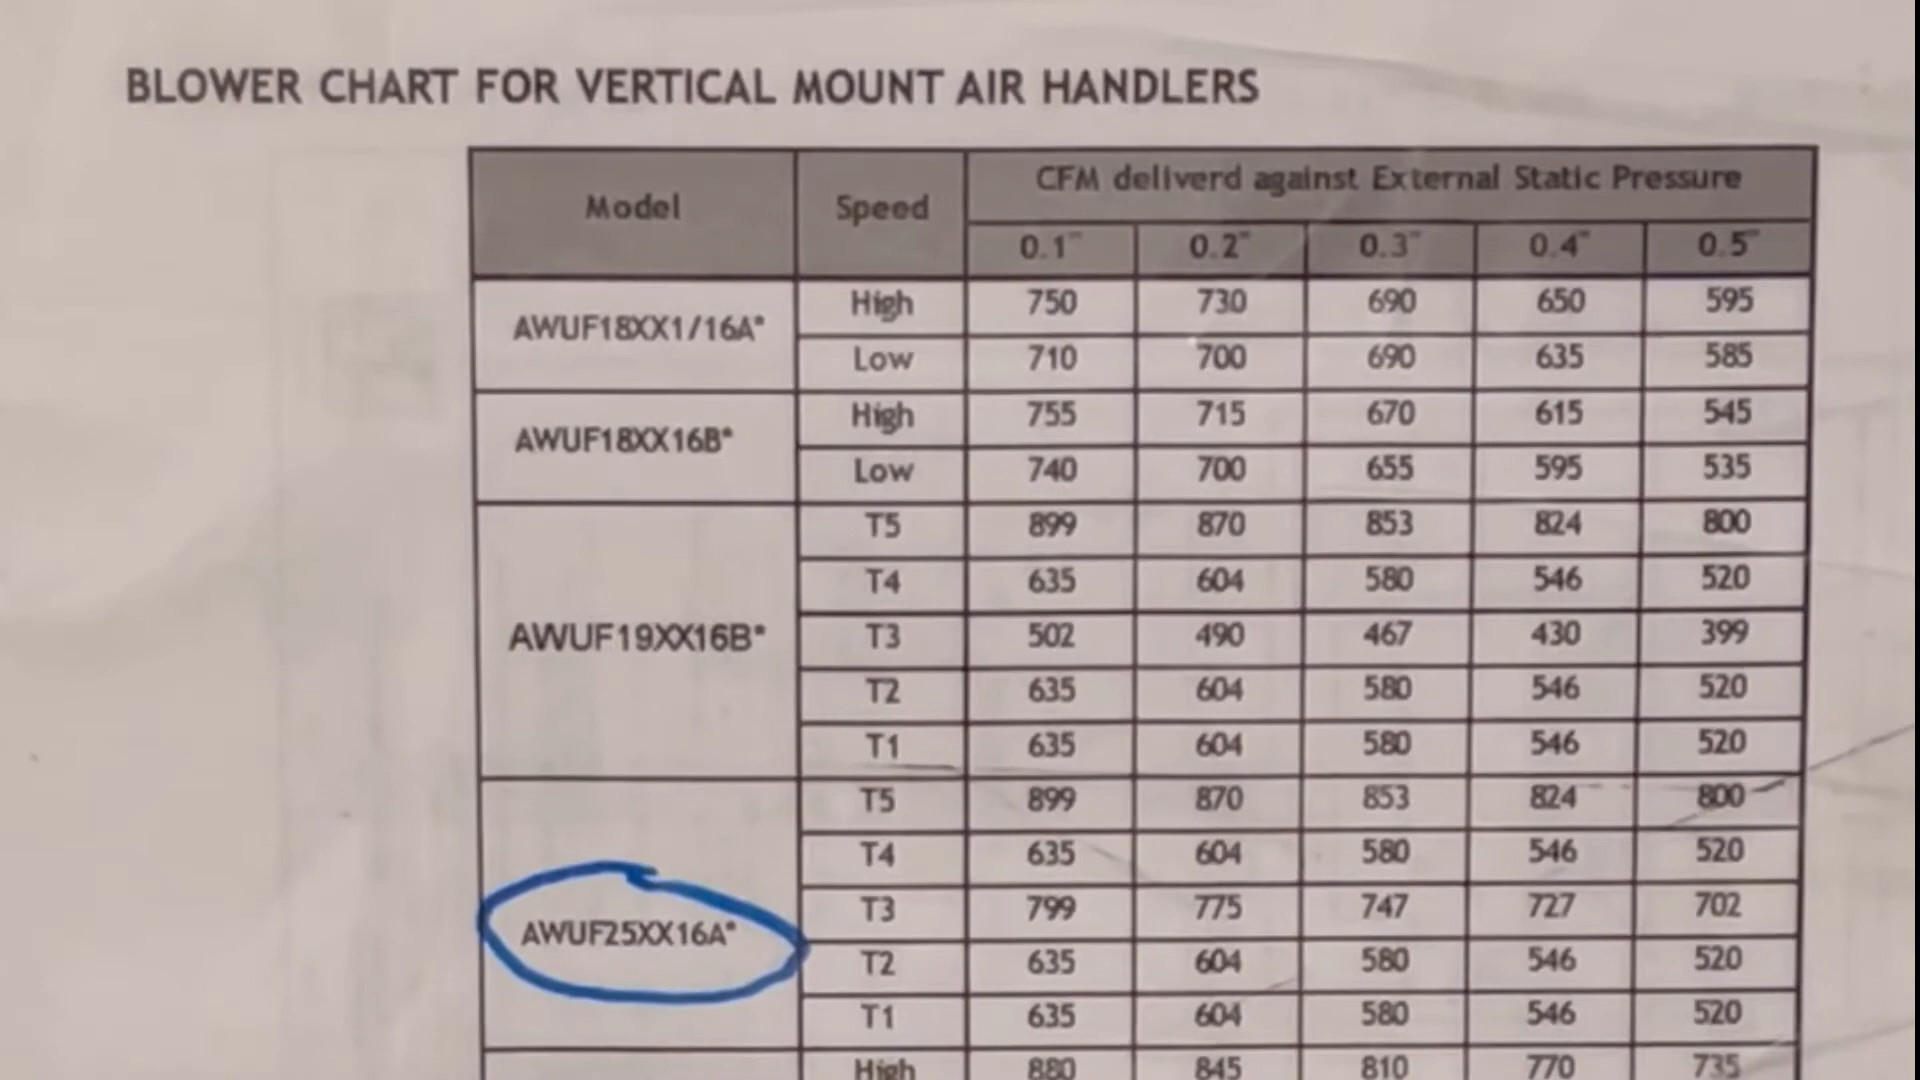 BLOWER CHART FOR VERTICAL MOUNT AIR HANDLERS
Model Speed CFM deliverd against External Static Pressure
0.1" 0.2" 0.3" 0.4" 0.5"
AWUF18XX1/16A* High 750 730 690 650 595
Low 710 700 690 635 585
AWUF18XX16B* High 755 715 670 615 545
Low 740 700 655 595 535
AWUF19XX16B* T5 899 870 853 824 800
T4 635 604 580 546 520
T3 502 490 467 430 399
T2 635 604 580 546 520
T1 635 604 580 546 520
AWUF25XX16A* T5 899 870 853 824 800
T4 635 604 580 546 520
T3 799 775 747 727 702
T2 635 604 580 546 520
T1 635 604 580 546 520
High 880 845 810 770 735